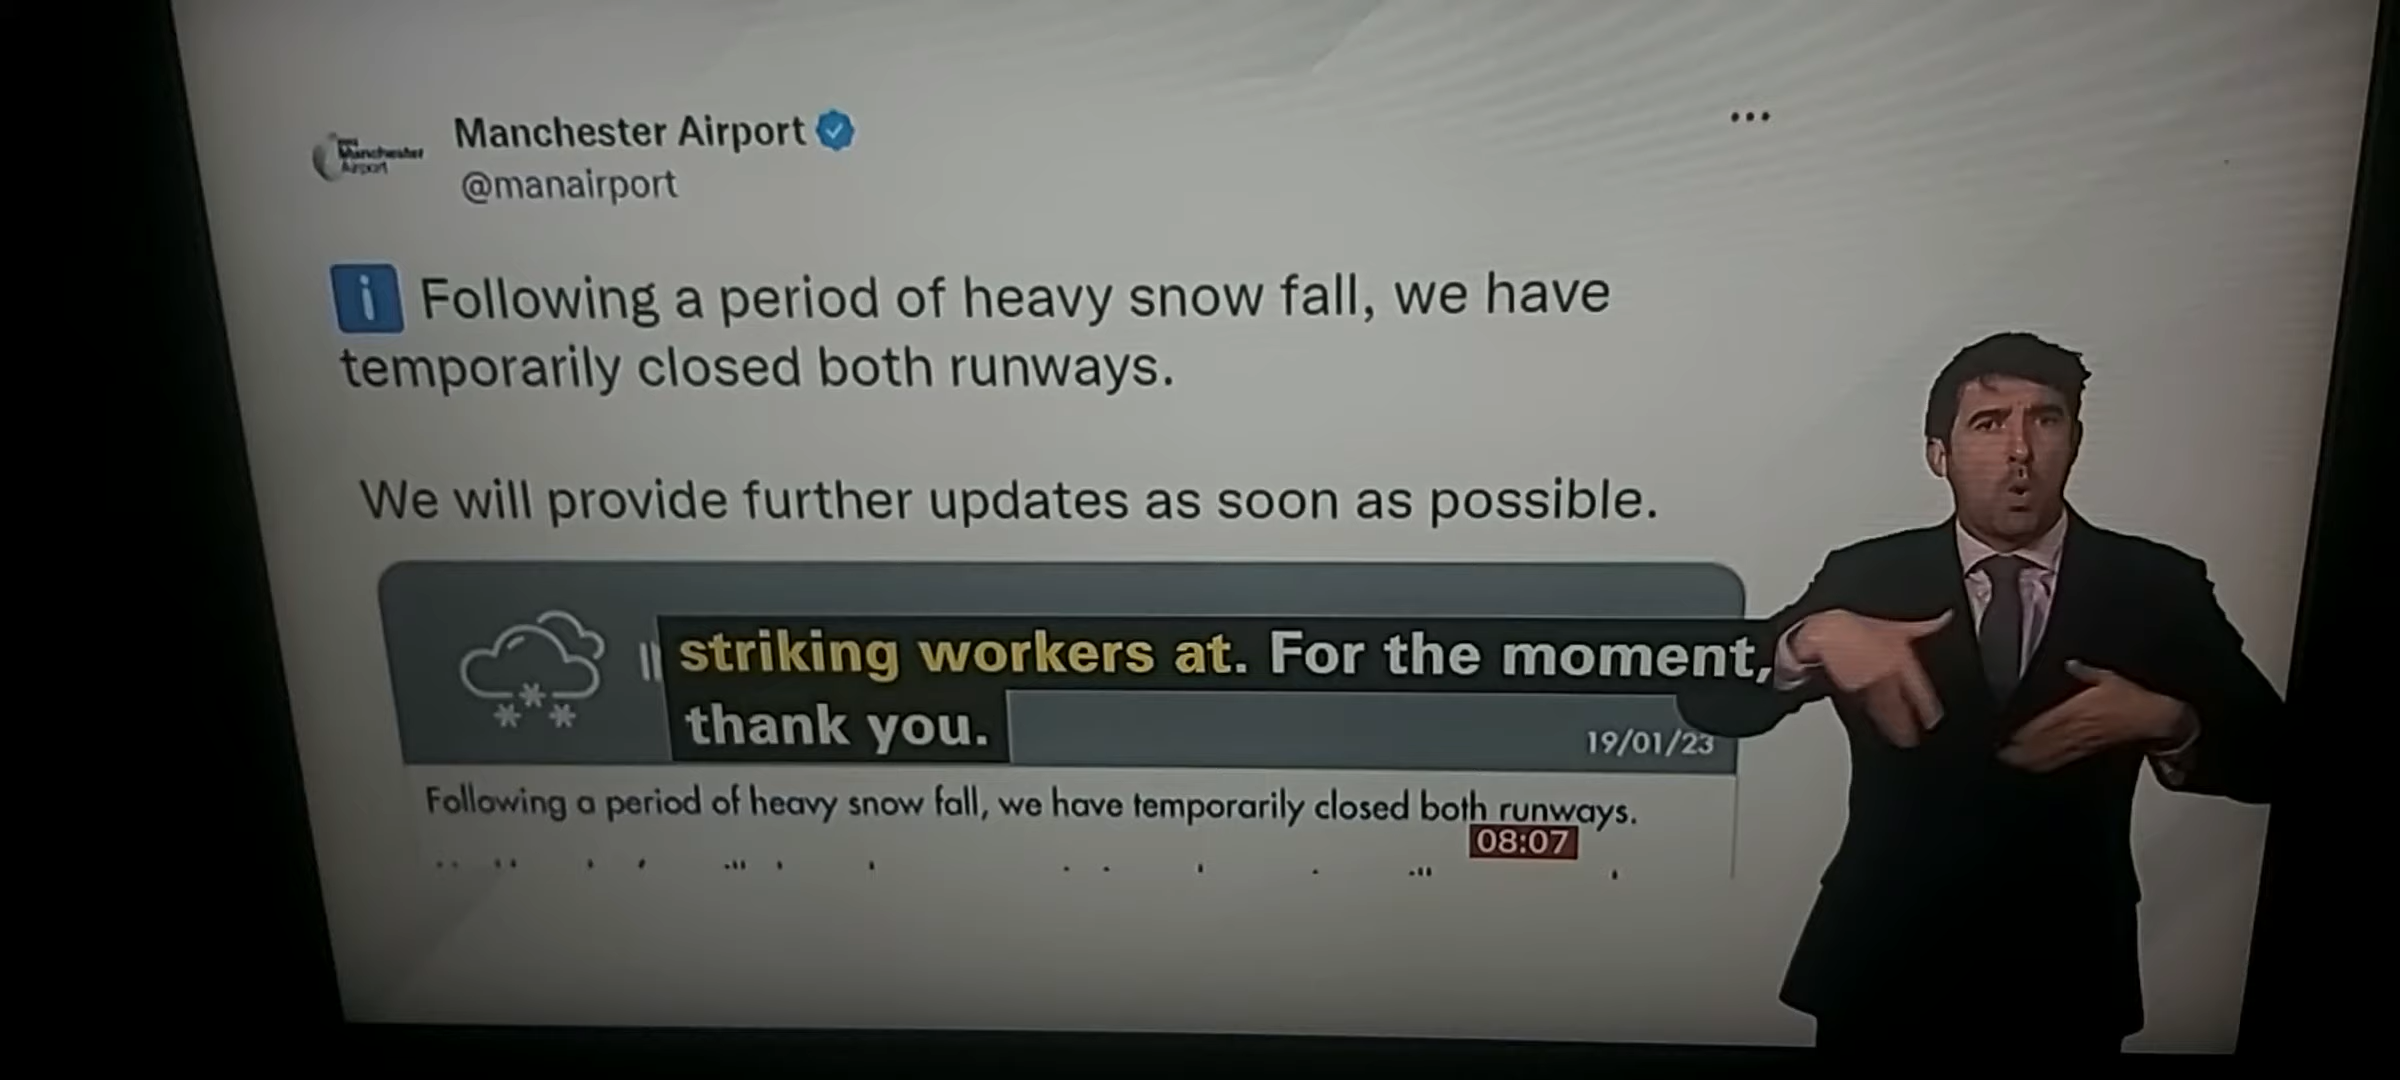 Manchester Airport
Manchester Airport
@manairport
i Following a period of heavy snow fall, we have
temporarily closed both runways.
We will provide further updates as soon as possible.
striking workers at. For the moment,
thank you.
19/01/23
Following a period of heavy snow fall, we have temporarily closed both runways.
08:07